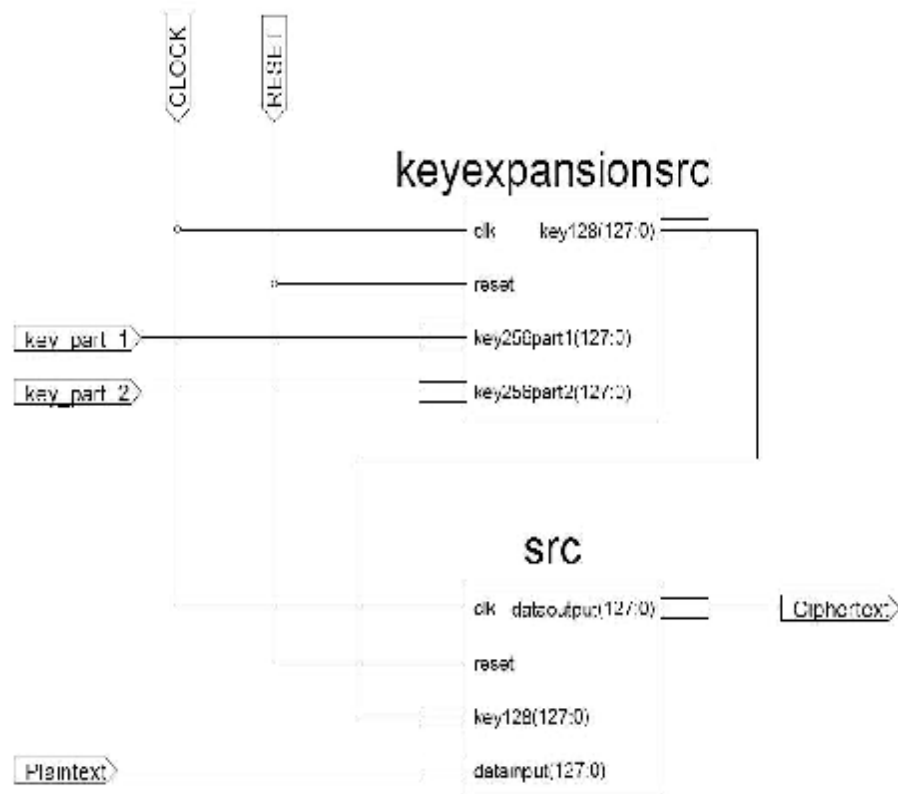 CLOCK
RESET
keyexpansionsrc
clk key128(127:0)
reset
key_part_1 key256part1(127:0)
key_part_2 key256part2(127:0)
src
clk dataoutput(127:0) Ciphertext
reset
key128(127:0)
Plaintext datainput(127:0)